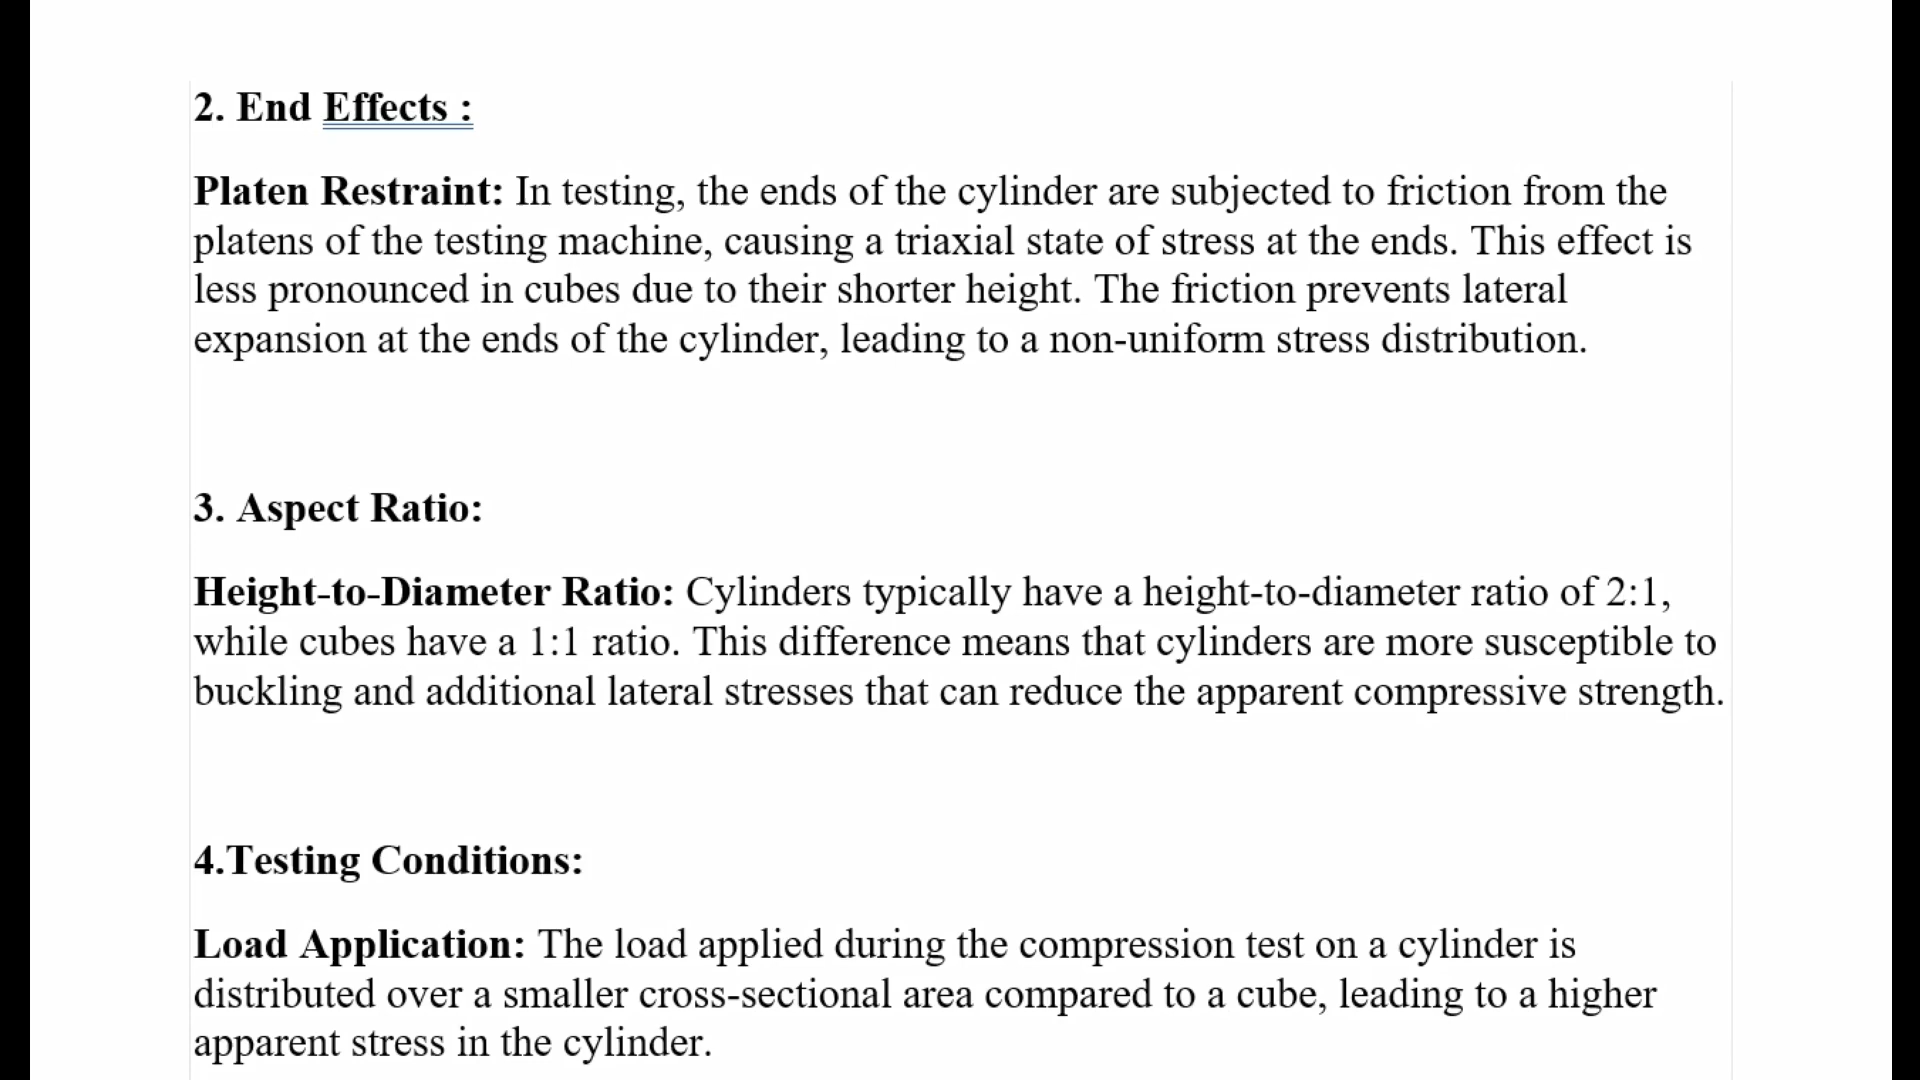 2. End Effects :
Platen Restraint: In testing, the ends of the cylinder are subjected to friction from the
platens of the testing machine, causing a triaxial state of stress at the ends. This effect is
less pronounced in cubes due to their shorter height. The friction prevents lateral
expansion at the ends of the cylinder, leading to a non-uniform stress distribution.
3. Aspect Ratio:
Height-to-Diameter Ratio: Cylinders typically have a height-to-diameter ratio of 2:1,
while cubes have a 1:1 ratio. This difference means that cylinders are more susceptible to
buckling and additional lateral stresses that can reduce the apparent compressive strength.
4.Testing Conditions:
Load Application: The load applied during the compression test on a cylinder is
distributed over a smaller cross-sectional area compared to a cube, leading to a higher
apparent stress in the cylinder.